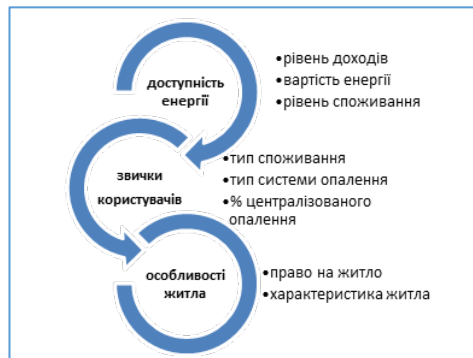 доступність
енергії
•рівень доходів
•вартість енергії
•рівень споживання
звички
користувачів
•тип споживання
•тип системи опалення
•% централізованого
опалення
особливості
житла
•право на житло
•характеристика житла